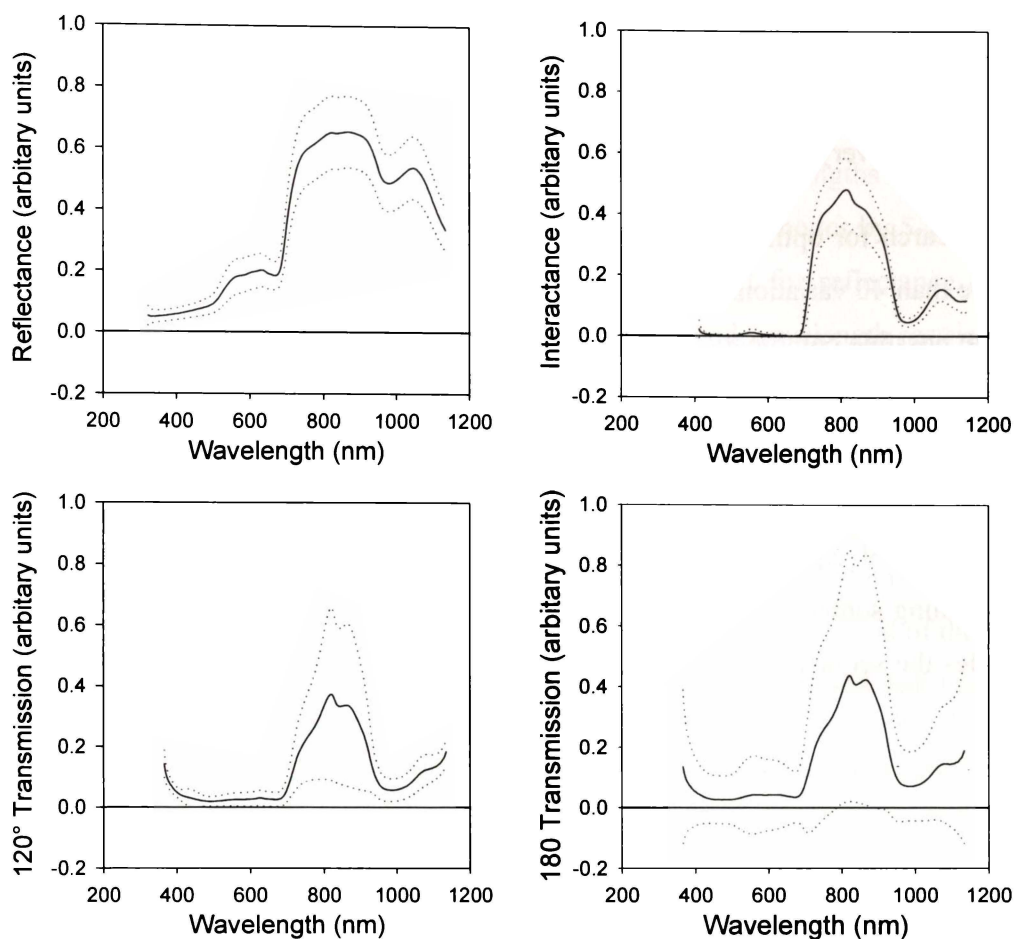 Reflectance (arbitary units)
1.0
0.8
0.6
0.4
0.2
0.0
-0.2
200 400 600 800 1000 1200
Wavelength (nm)
Interactance (arbitary units)
1.0
0.8
0.6
0.4
0.2
0.0
-0.2
200 400 600 800 1000 1200
Wavelength (nm)
120° Transmission (arbitary units)
1.0
0.8
0.6
0.4
0.2
0.0
-0.2
200 400 600 800 1000 1200
Wavelength (nm)
180 Transmission (arbitary units)
1.0
0.8
0.6
0.4
0.2
0.0
-0.2
200 400 600 800 1000 1200
Wavelength (nm)